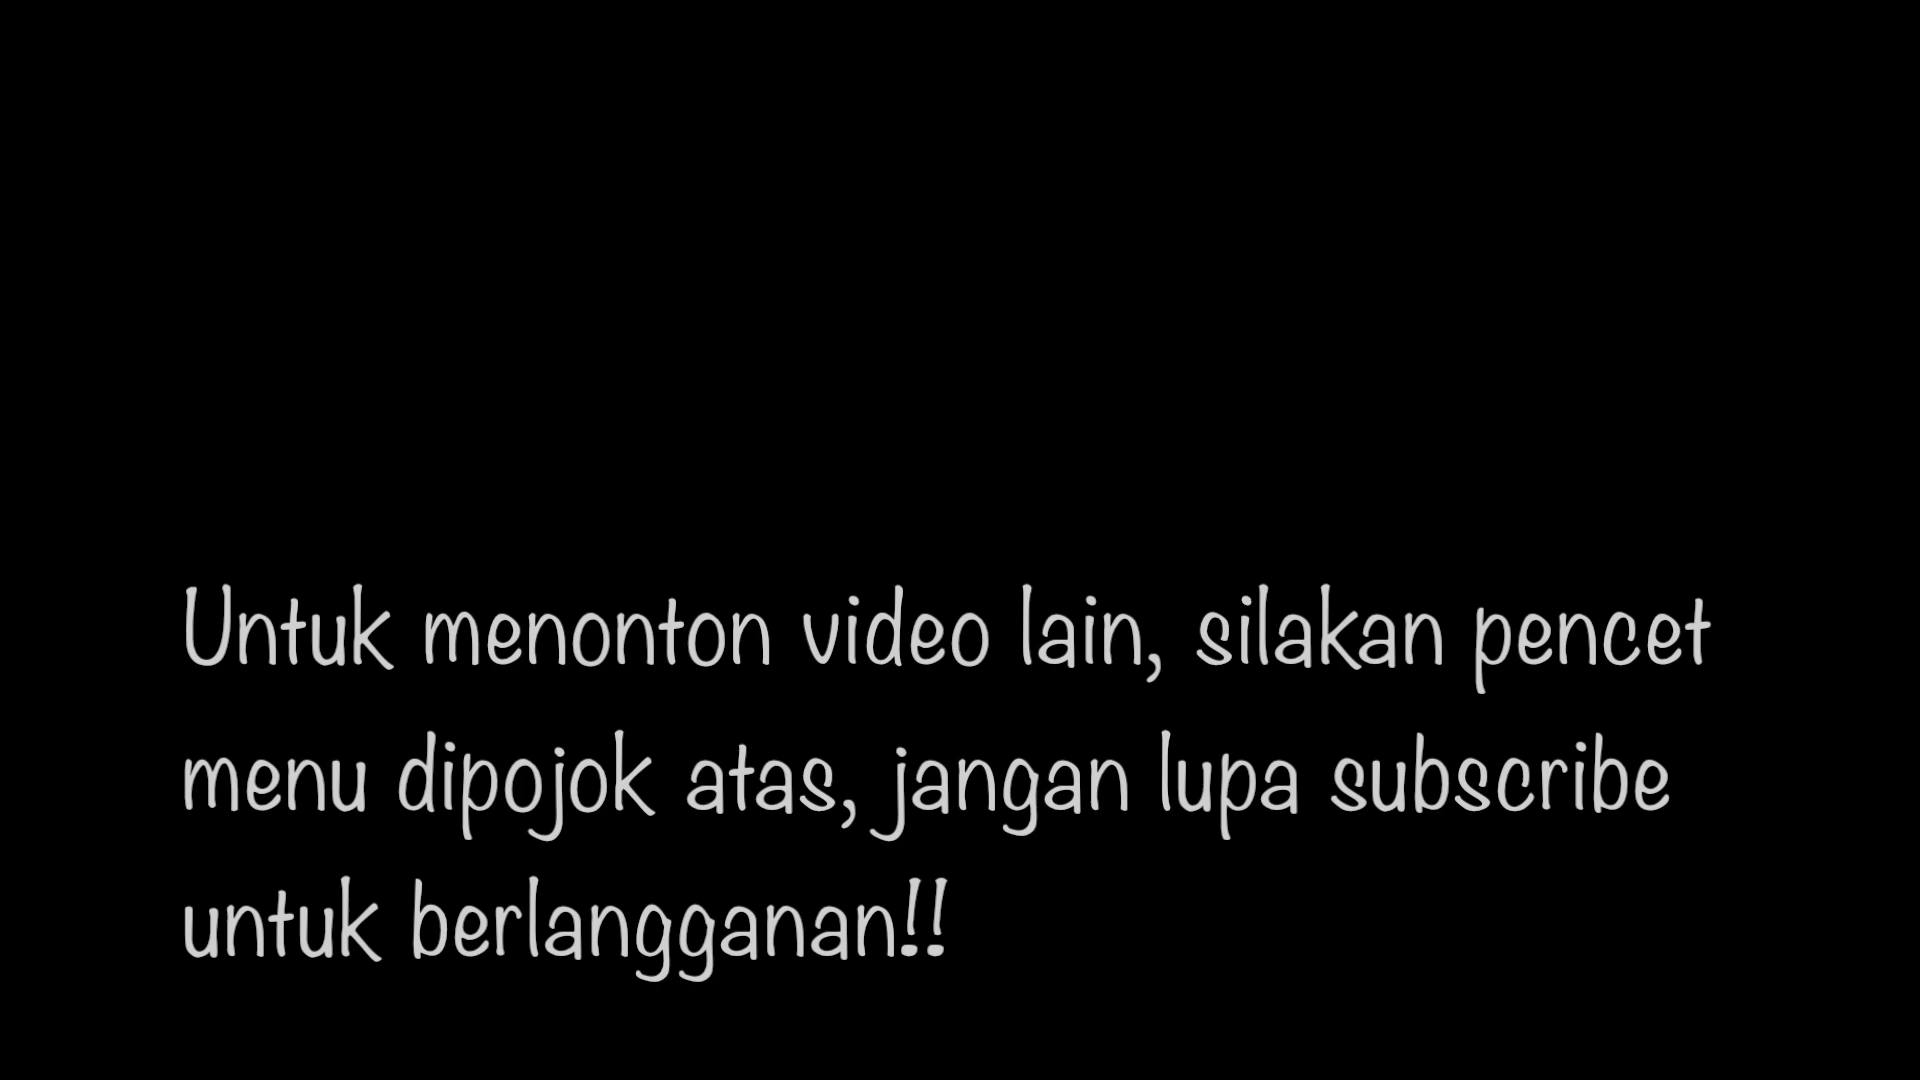 Untuk menonton video lain, silakan pencet
menu dipojok atas, jangan lupa subscribe
untuk berlangganan!!